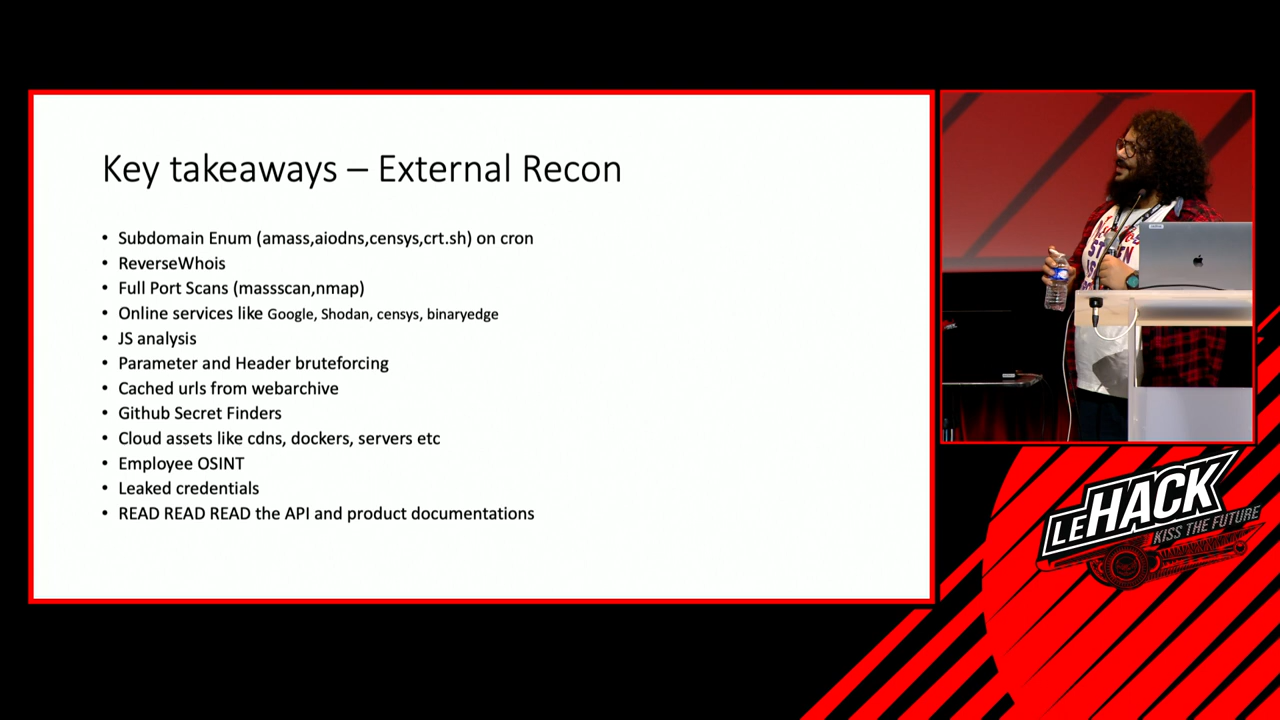 Key takeaways – External Recon
• Subdomain Enum (amass,aiodns,censys,crt.sh) on cron
• ReverseWhois
• Full Port Scans (massscan,nmap)
• Online services like Google, Shodan, censys, binaryedge
• JS analysis
• Parameter and Header bruteforcing
• Cached urls from webarchive
• Github Secret Finders
• Cloud assets like cdns, dockers, servers etc
• Employee OSINT
• Leaked credentials
• READ READ READ the API and product documentations
LEHACK
KISS THE FUTURE